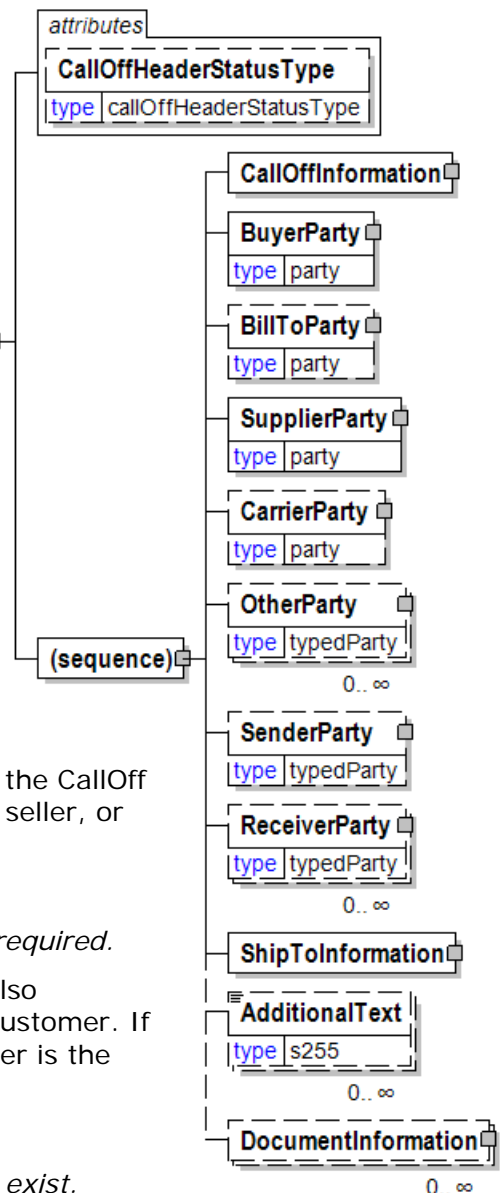 attributes
CallOffHeaderStatusType
type callOffHeaderStatusType
CallOffInformation
BuyerParty
type party
BillToParty
type party
SupplierParty
type party
CarrierParty
type party
OtherParty
type typedParty
0.. ∞
(sequence)
SenderParty
type typedParty
the CallOff
seller, or
ReceiverParty
type typedParty
0.. ∞
required.
ShipToInformation
lso
ustomer. If
er is the
AdditionalText
type s255
0.. ∞
DocumentInformation
exist.
0 ∞